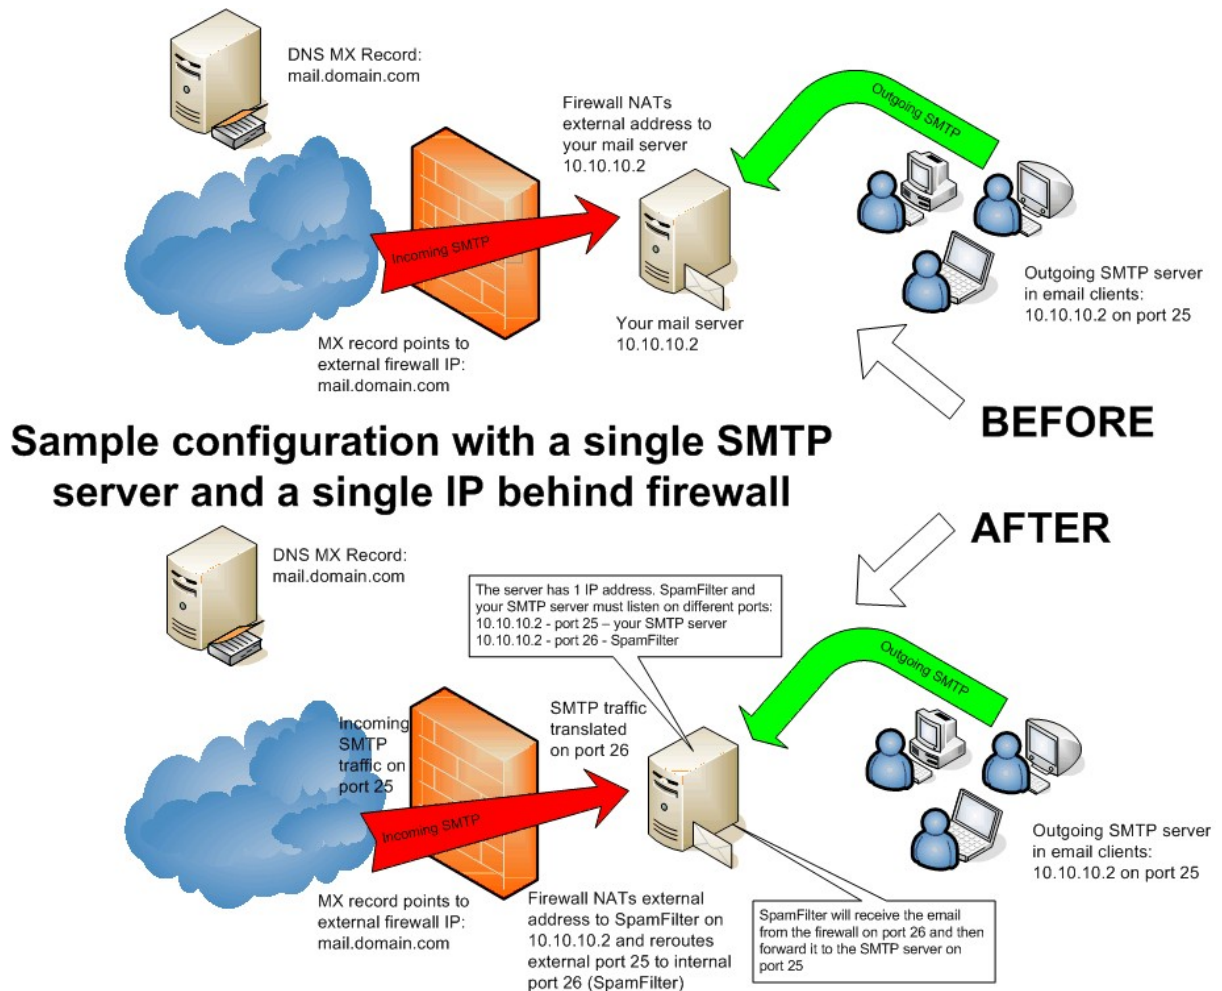 DNS MX Record:
mail.domain.com
Firewall NATs
external address to
your mail server
10.10.10.2
Outgoing SMTP
Incoming SMTP
Outgoing SMTP server
in email clients:
10.10.10.2 on port 25
Your mail server
10.10.10.2
MX record points to
external firewall IP:
mail.domain.com
BEFORE
Sample configuration with a single SMTP
server and a single IP behind firewall
AFTER
DNS MX Record:
mail.domain.com
The server has 1 IP address. SpamFilter and
your SMTP server must listen on different ports:
10.10.10.2 - port 25 – your SMTP server
10.10.10.2 - port 26 - SpamFilter
Outgoing SMTP
Incoming
SMTP
traffic on
port 25
SMTP traffic
translated
on port 26
Incoming SMTP
Outgoing SMTP server
in email clients:
10.10.10.2 on port 25
MX record points to
external firewall IP:
mail.domain.com
Firewall NATs external
address to SpamFilter on
10.10.10.2 and reroutes
external port 25 to internal
port 26 (SpamFilter)
SpamFilter will receive the email
from the firewall on port 26 and then
forward it to the SMTP server on
port 25